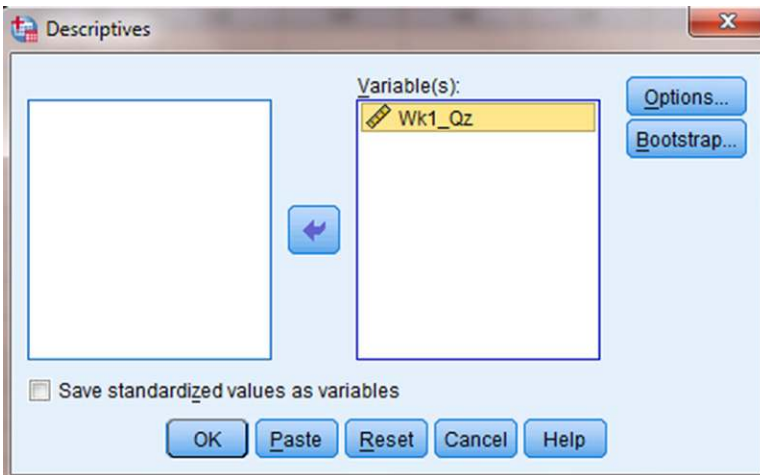 Descriptives
Variable(s):
Wk1_Qz
Options...
Bootstrap...
Save standardized values as variables
OK Paste Reset Cancel Help